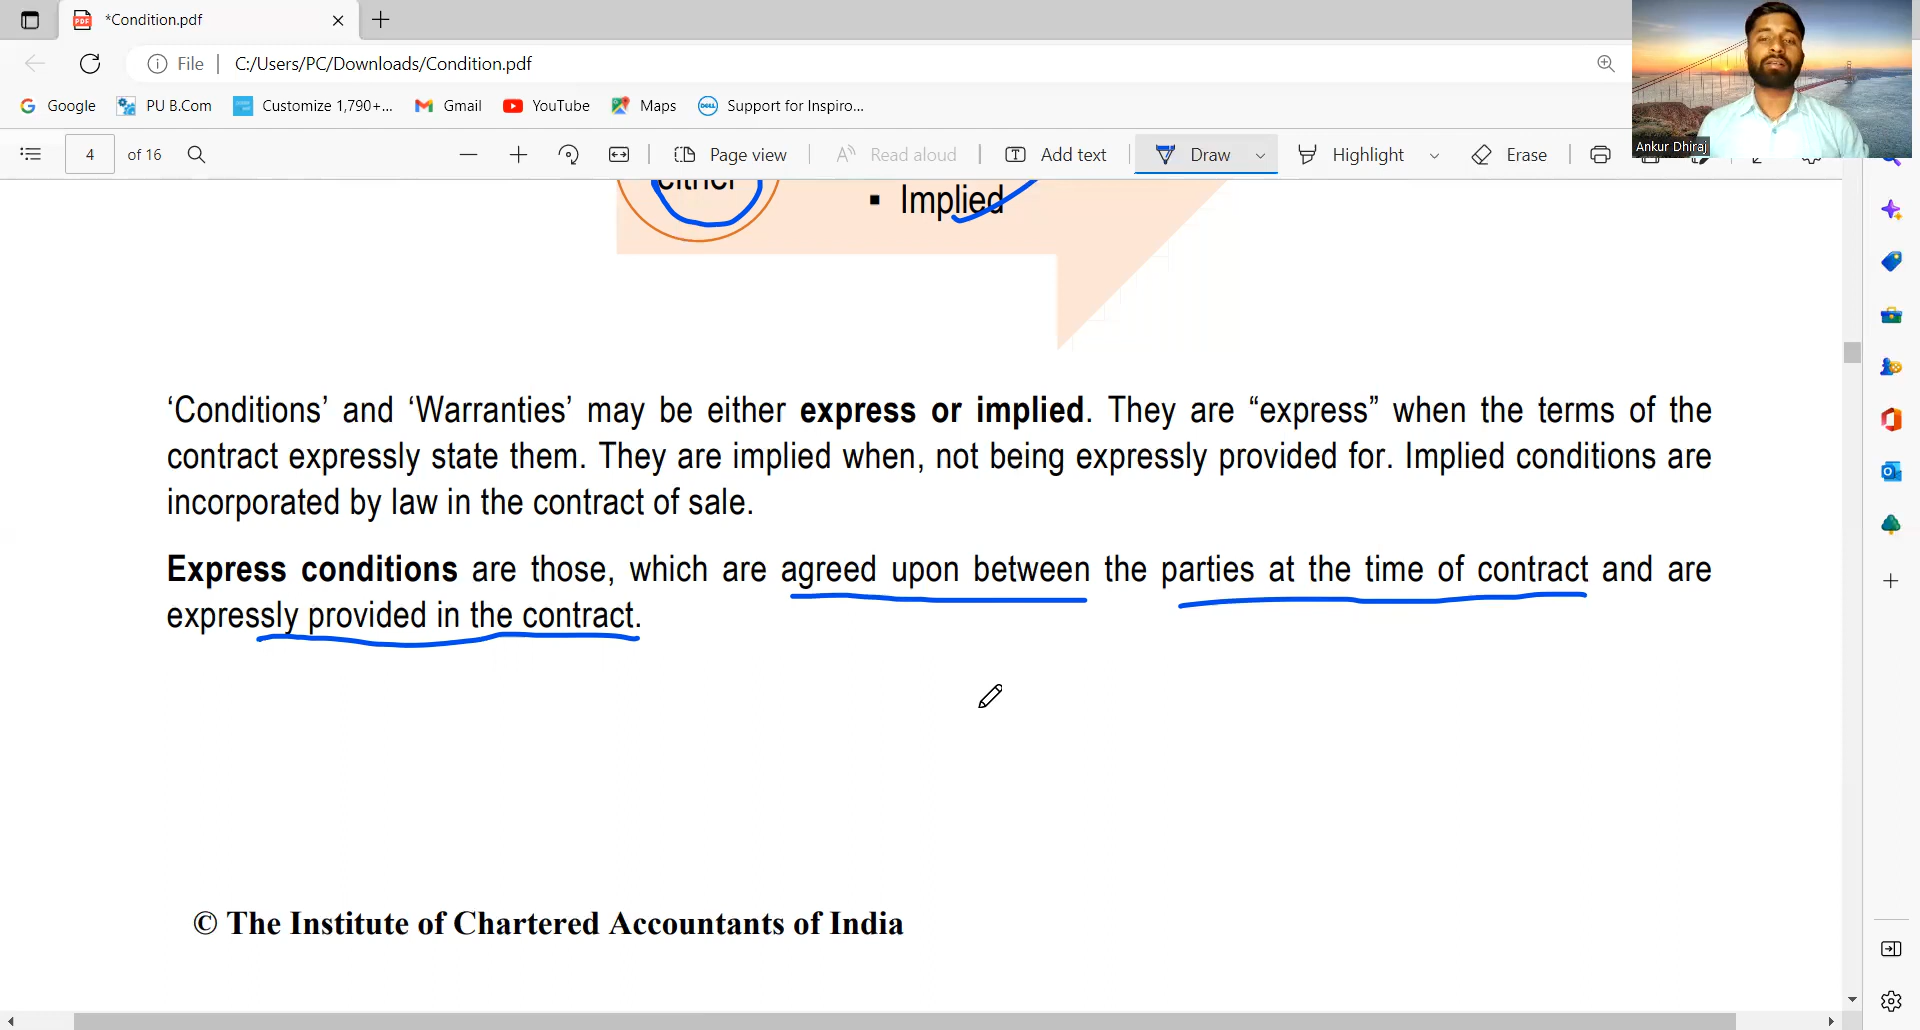 *Condition.pdf
File
C:/Users/PC/Downloads/Condition.pdf
Google
PU B.Com
Customize 1,790+...
Gmail
YouTube
Maps
Support for Inspiro...
Ankur Dhiraj
4
of 16
Page view
Read aloud
Add text
Draw
Highlight
Erase
either
▪ Implied
‘Conditions’ and ‘Warranties’ may be either express or implied. They are “express” when the terms of the
contract expressly state them. They are implied when, not being expressly provided for. Implied conditions are
incorporated by law in the contract of sale.
Express conditions are those, which are agreed upon between the parties at the time of contract and are
expressly provided in the contract.
© The Institute of Chartered Accountants of India